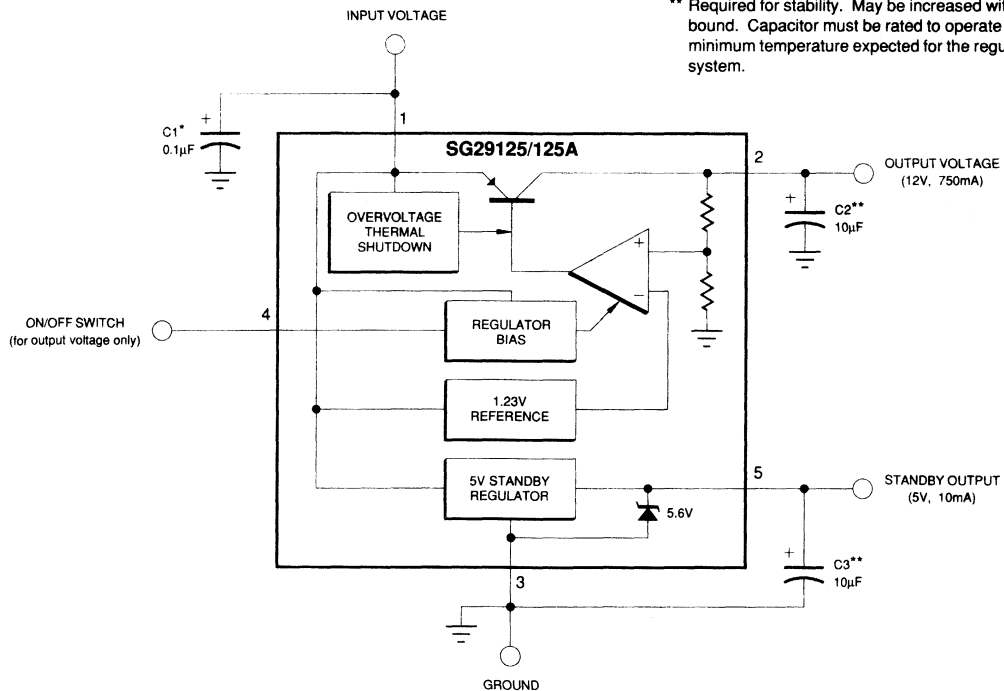 INPUT VOLTAGE
** Required for stability. May be increased
bound. Capacitor must be rated to operate
minimum temperature expected for the
system.
C1*
+
0.1µF
1
SG29125/125A
2
OUTPUT VOLTAGE
(12V, 750mA)
+
C2**
10µF
OVERVOLTAGE
THERMAL
SHUTDOWN
+
−
ON/OFF SWITCH
(for output voltage only)
4
REGULATOR
BIAS
1.23V
REFERENCE
5V STANDBY
REGULATOR
5.6V
5
STANDBY OUTPUT
(5V, 10mA)
+
C3**
10µF
3
GROUND